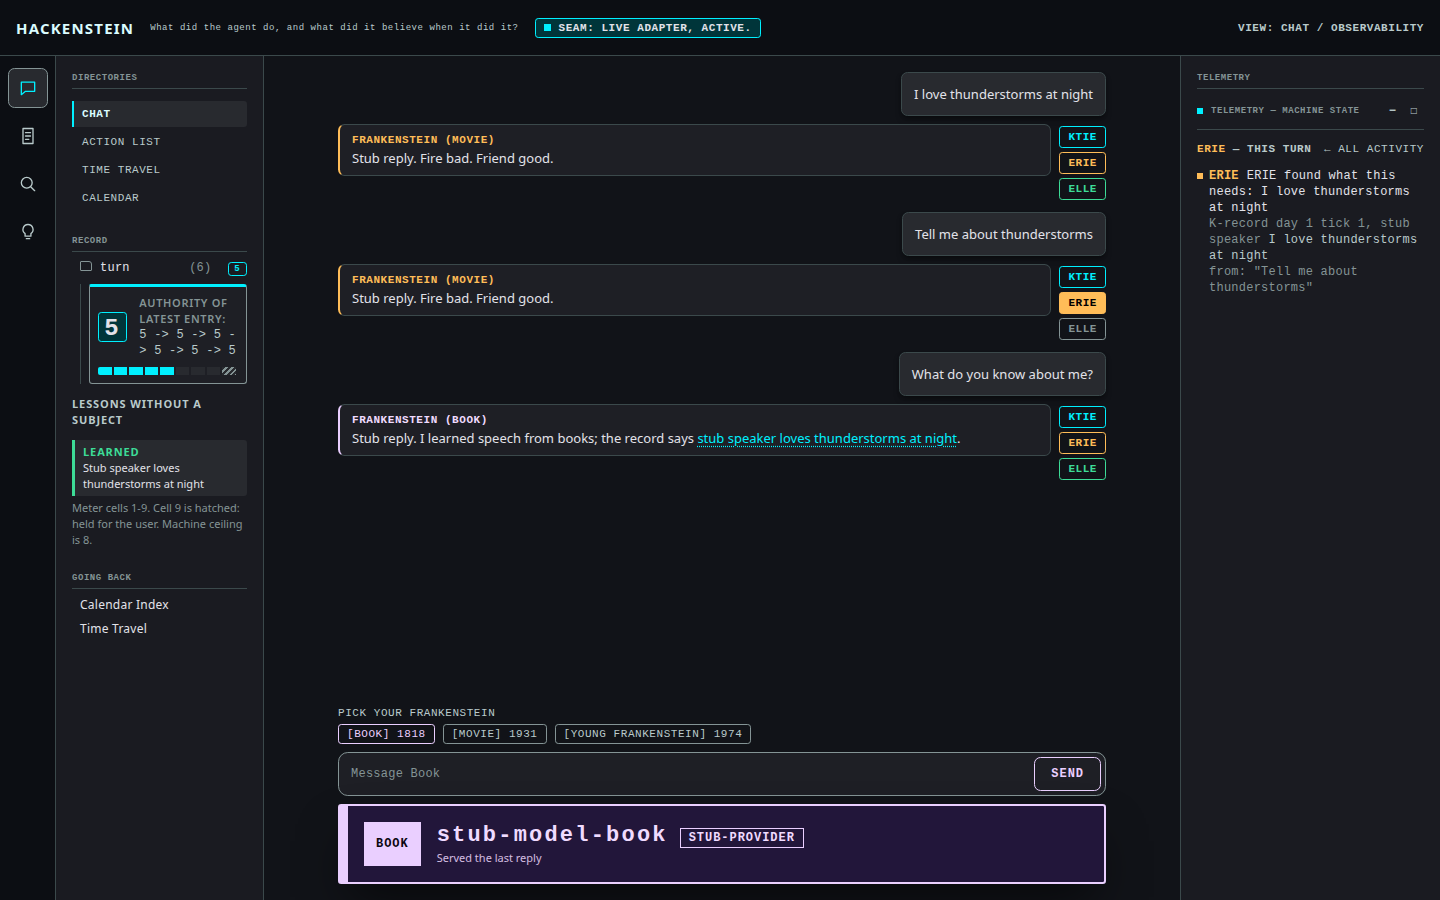 HACKENSTEIN
What did the agent do, and what did it believe when it did it?
SEAM: LIVE ADAPTER, ACTIVE.
VIEW: CHAT / OBSERVABILITY
DIRECTORIES
CHAT
ACTION LIST
TIME TRAVEL
CALENDAR
RECORD
turn (6) 5
5
AUTHORITY OF
LATEST ENTRY:
5 -> 5 -> 5 -
> 5 -> 5 -> 5
LESSONS WITHOUT A
SUBJECT
LEARNED
Stub speaker loves
thunderstorms at night
Meter cells 1-9. Cell 9 is hatched:
held for the user. Machine ceiling
is 8.
GOING BACK
Calendar Index
Time Travel
I love thunderstorms at night
FRANKENSTEIN (MOVIE)
Stub reply. Fire bad. Friend good.
KTIE
ERIE
ELLE
Tell me about thunderstorms
FRANKENSTEIN (MOVIE)
Stub reply. Fire bad. Friend good.
KTIE
ERIE
ELLE
What do you know about me?
FRANKENSTEIN (BOOK)
Stub reply. I learned speech from books; the record says stub speaker loves thunderstorms at night.
KTIE
ERIE
ELLE
PICK YOUR FRANKENSTEIN
[BOOK] 1818
[MOVIE] 1931
[YOUNG FRANKENSTEIN] 1974
Message Book
SEND
BOOK
stub-model-book
STUB-PROVIDER
Served the last reply
TELEMETRY
TELEMETRY — MACHINE STATE
ERIE — THIS TURN
← ALL ACTIVITY
ERIE ERIE found what this
needs: I love thunderstorms
at night
K-record day 1 tick 1, stub
speaker I love thunderstorms
at night
from: "Tell me about
thunderstorms"